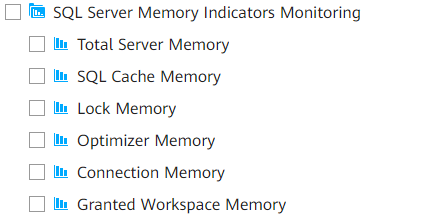 SQL Server Memory Indicators Monitoring
Total Server Memory
SQL Cache Memory
Lock Memory
Optimizer Memory
Connection Memory
Granted Workspace Memory